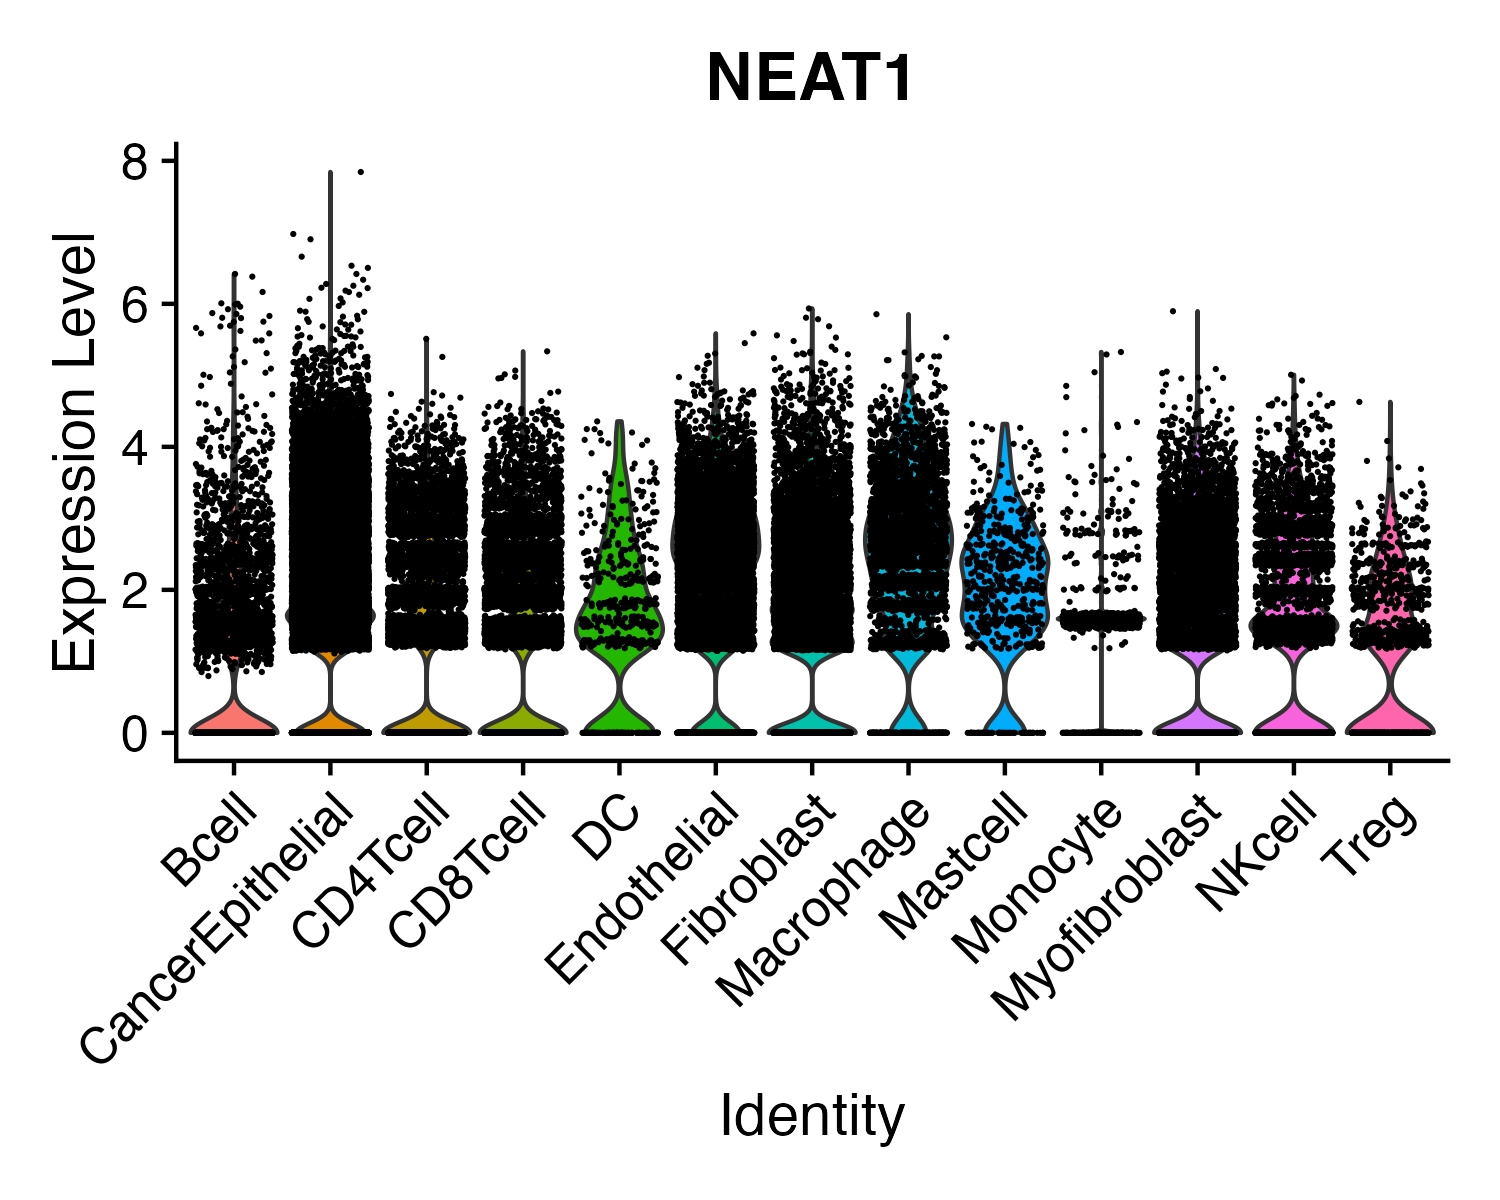 NEAT1
Expression Level
8
6
4
2
0
Bcell
CancerEpithelial
CD4Tcell
CD8Tcell
DC
Endothelial
Fibroblast
Macrophage
Mastcell
Monocyte
Myofibroblast
NKcell
Treg
Identity